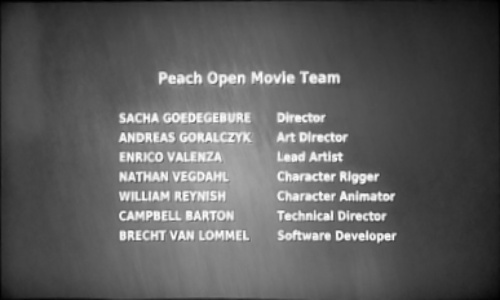 Peach Open Movie Team
SACHA GOEDEGEBURE Director
ANDREAS GORALCZYK Art Director
ENRICO VALENZA Lead Artist
NATHAN VEGDAHL Character Rigger
WILLIAM REYNISH Character Animator
CAMPBELL BARTON Technical Director
BRECHT VAN LOMMEL Software Developer